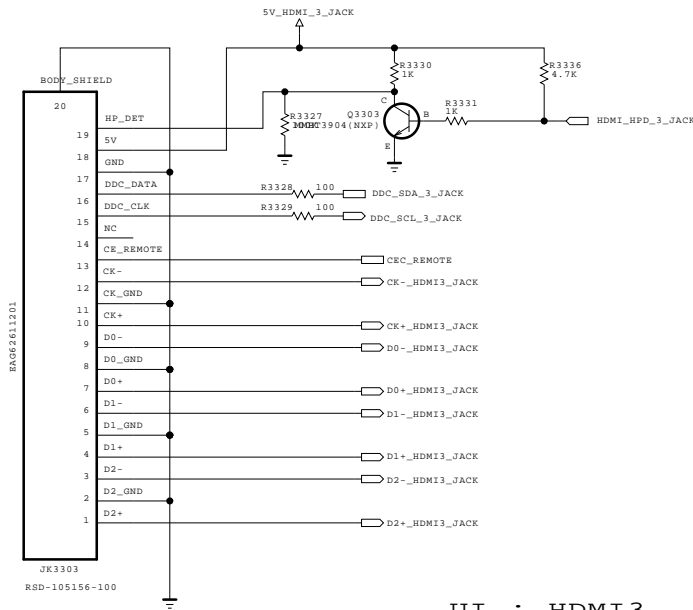 5V_HDMI_3_JACK
BODY_SHIELD
20
R3330
1K
R3336
4.7K
HP_DET
19
R3327
Q3303
MMBT3904(NXP)
C
B
E
R3331
1K
HDMI_HPD_3_JACK
5V
18
GND
17
DDC_DATA
R3328
100
DDC_SDA_3_JACK
16
DDC_CLK
R3329
100
DDC_SCL_3_JACK
15
NC
14
CE_REMOTE
CEC_REMOTE
13
CK-
CK-_HDMI3_JACK
12
CK_GND
11
CK+
CK+_HDMI3_JACK
10
D0-
D0-_HDMI3_JACK
9
D0_GND
8
D0+
D0+_HDMI3_JACK
7
D1-
D1-_HDMI3_JACK
6
D1_GND
5
D1+
D1+_HDMI3_JACK
4
D2-
D2-_HDMI3_JACK
3
D2_GND
2
D2+
D2+_HDMI3_JACK
1
EAG62611201
JK3303
RSD-105156-100